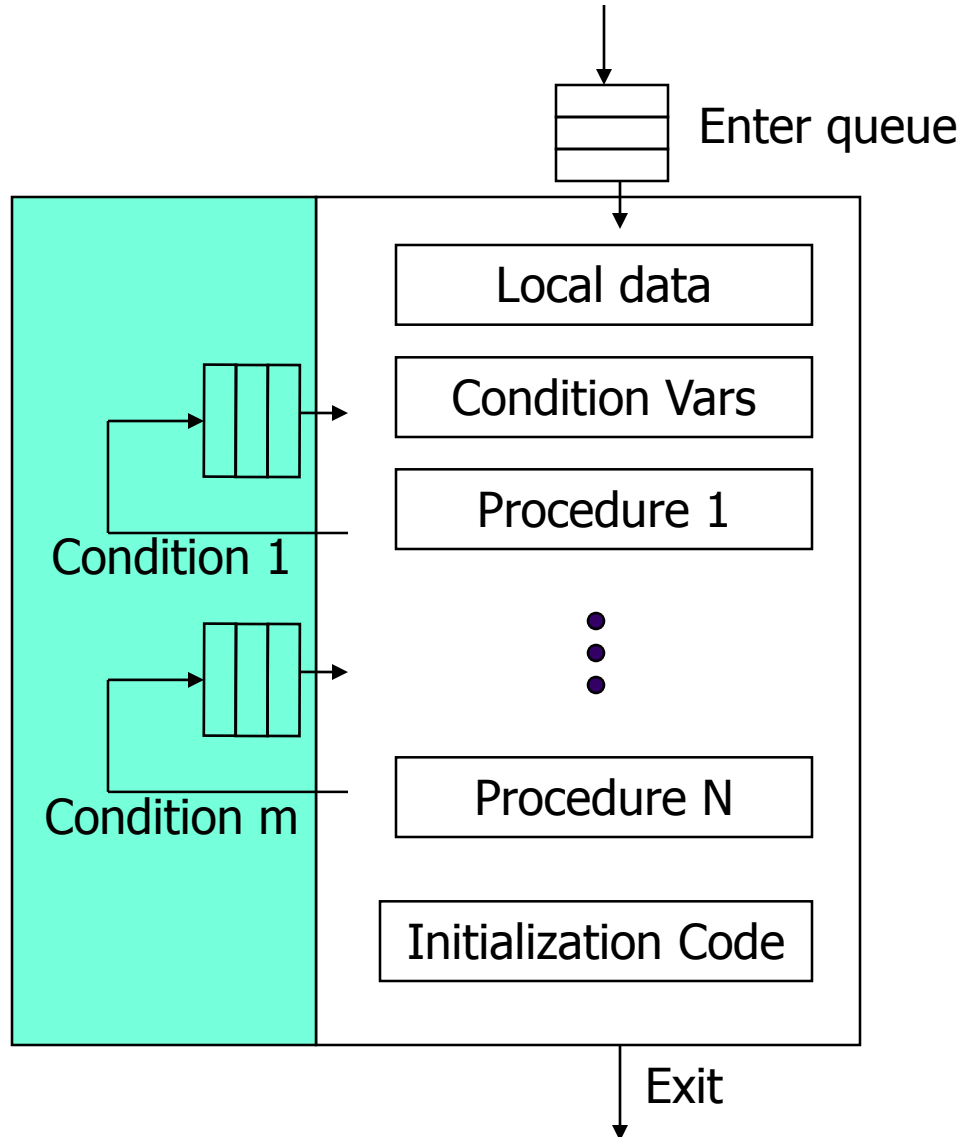 Enter queue
Local data
Condition Vars
Procedure 1
Condition 1
Procedure N
Condition m
Initialization Code
Exit